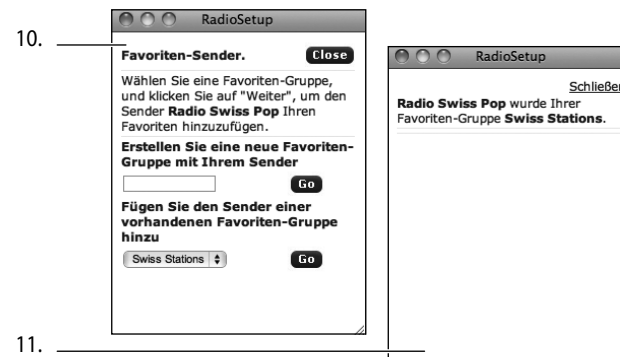 10.
RadioSetup
Favoriten-Sender. Close
Wählen Sie eine Favoriten-Gruppe,
und klicken Sie auf "Weiter", um den
Sender Radio Swiss Pop Ihren
Favoriten hinzuzufügen.
Erstellen Sie eine neue Favoriten-
Gruppe mit Ihrem Sender
Go
Fügen Sie den Sender einer
vorhandenen Favoriten-Gruppe
hinzu
Swiss Stations Go
RadioSetup
Schließen
Radio Swiss Pop wurde Ihrer
Favoriten-Gruppe Swiss Stations.
11.